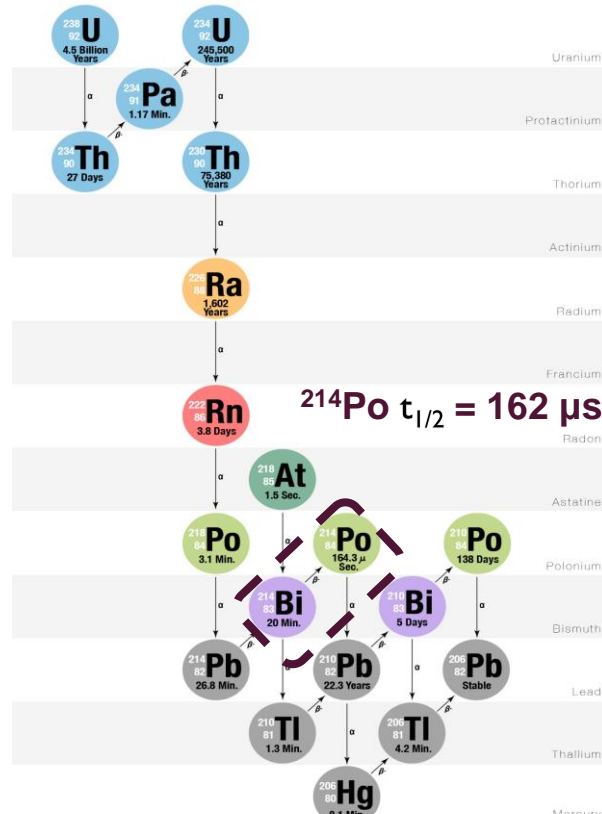 238
92 U
4.5 Billion
Years
234
92 U
245,500
Years
Uranium
α
β-
α
234
91 Pa
1.17 Min.
β-
Protactinium
234
90 Th
27 Days
230
90 Th
75,380
Years
Thorium
α
Actinium
226
88 Ra
1,602
Years
Radium
α
Francium
222
86 Rn
3.8 Days
²¹⁴Po t1/2 = 162 µs
Radon
α
218
85 At
1.5 Sec.
Astatine
α
218
84 Po
3.1 Min.
214
84 Po
164.3 µ
Sec.
210
84 Po
138 Days
Polonium
α
β-
α
β-
α
214
83 Bi
20 Min.
210
83 Bi
5 Days
Bismuth
β-
β-
214
82 Pb
26.8 Min.
α
210
82 Pb
22.3 Years
α
206
82 Pb
Stable
Lead
β-
α
β-
210
81 Tl
1.3 Min.
206
81 Tl
4.2 Min.
Thallium
β-
206
80 Hg